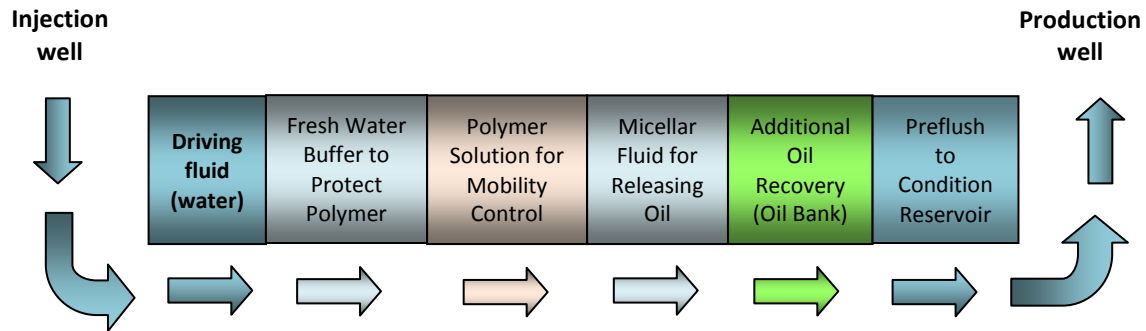 Injection
well
Production
well
Driving
fluid
(water)
Fresh Water
Buffer to
Protect
Polymer
Polymer
Solution for
Mobility
Control
Micellar
Fluid for
Releasing
Oil
Additional
Oil
Recovery
(Oil Bank)
Preflush
to
Condition
Reservoir